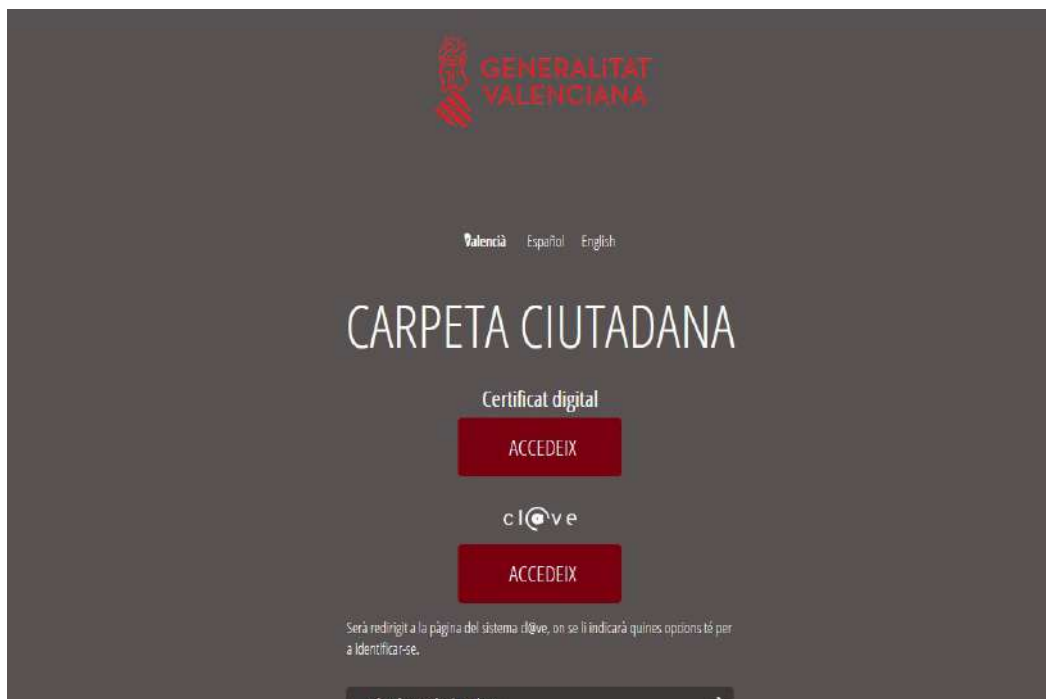 GENERALITAT
VALENCIANA
Valencià Español English
CARPETA CIUTADANA
Certificat digital
ACCEDEIX
cl@ve
ACCEDEIX
Serà redirigit a la pàgina del sistema cl@ve, on se li indicarà quines opcions té per
a identificar-se.